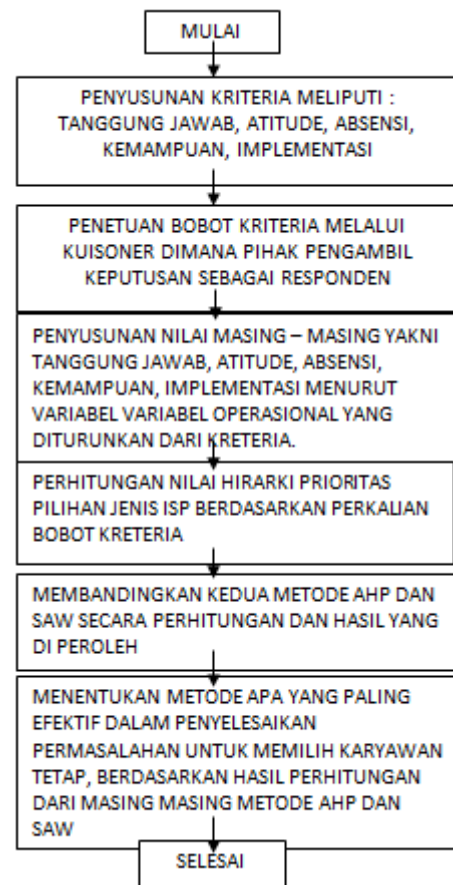 MULAI
PENYUSUNAN KRITERIA MELIPUTI :
TANGGUNG JAWAB, ATITUDE, ABSENSI,
KEMAMPUAN, IMPLEMENTASI
PENETUAN BOBOT KRITERIA MELALUI
KUISONER DIMANA PIHAK PENGAMBIL
KEPUTUSAN SEBAGAI RESPONDEN
PENYUSUNAN NILAI MASING – MASING YAKNI
TANGGUNG JAWAB, ATITUDE, ABSENSI,
KEMAMPUAN, IMPLEMENTASI MENURUT
VARIABEL VARIABEL OPERASIONAL YANG
DITURUNKAN DARI KRETERIA.
PERHITUNGAN NILAI HIRARKI PRIORITAS
PILIHAN JENIS ISP BERDASARKAN PERKALIAN
BOBOT KRETERIA
MEMBANDINGKAN KEDUA METODE AHP DAN
SAW SECARA PERHITUNGAN DAN HASIL YANG
DI PEROLEH
MENENTUKAN METODE APA YANG PALING
EFEKTIF DALAM PENYELESAIKAN
PERMASALAHAN UNTUK MEMILIH KARYAWAN
TETAP, BERDASARKAN HASIL PERHITUNGAN
DARI MASING MASING METODE AHP DAN
SAW
SELESAI